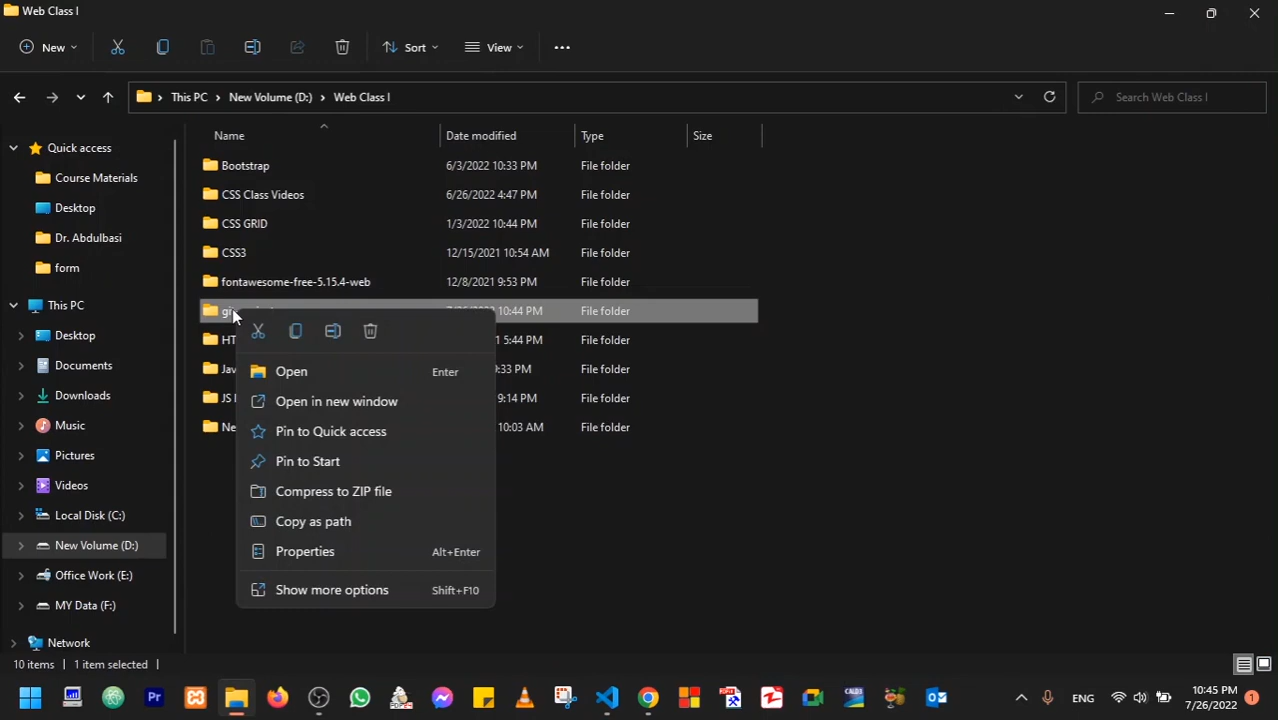 Web Class I
New
Sort
View
This PC > New Volume (D:) > Web Class I
Search Web Class I
Name
Date modified
Type
Size
Quick access
Course Materials
Desktop
Dr. Abdulbasi
form
This PC
Desktop
Documents
Downloads
Music
Pictures
Videos
Local Disk (C:)
New Volume (D:)
Office Work (E:)
MY Data (F:)
Network
Bootstrap 6/3/2022 10:33 PM File folder
CSS Class Videos 6/26/2022 4:47 PM File folder
CSS GRID 1/3/2022 10:44 PM File folder
CSS3 12/15/2021 10:54 AM File folder
fontawesome-free-5.15.4-web 12/8/2021 9:53 PM File folder
10:44 PM File folder
HT 5:44 PM File folder
Jav 9:33 PM File folder
JS 9:14 PM File folder
Ne 10:03 AM File folder
Open Enter
Open in new window
Pin to Quick access
Pin to Start
Compress to ZIP file
Copy as path
Properties Alt+Enter
Show more options Shift+F10
10 items | 1 item selected |
ENG
10:45 PM
7/26/2022
1